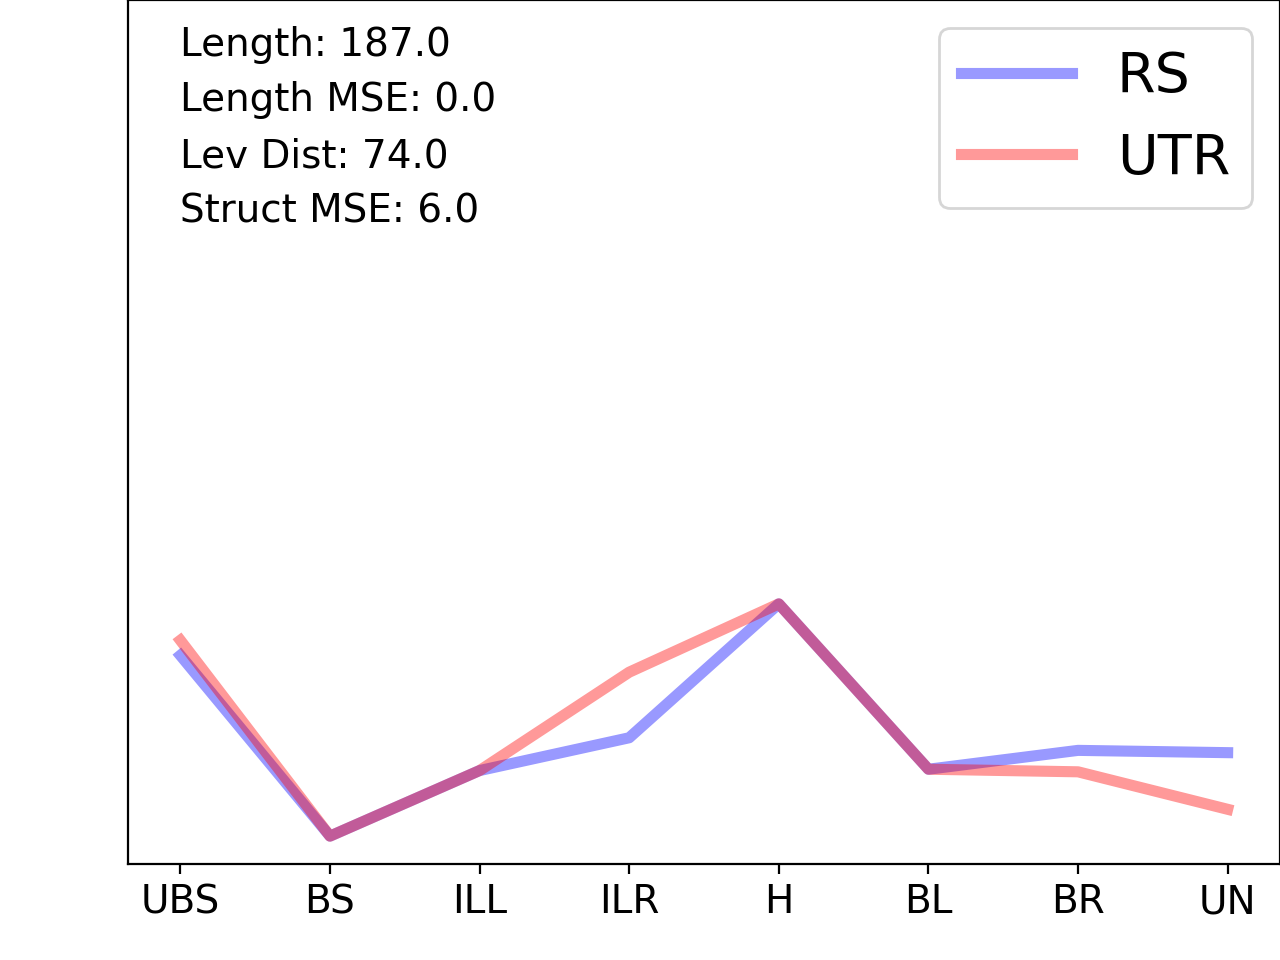 Length: 187.0
Length MSE: 0.0
Lev Dist: 74.0
Struct MSE: 6.0
RS
UTR
UBS BS ILL ILR H BL BR UN